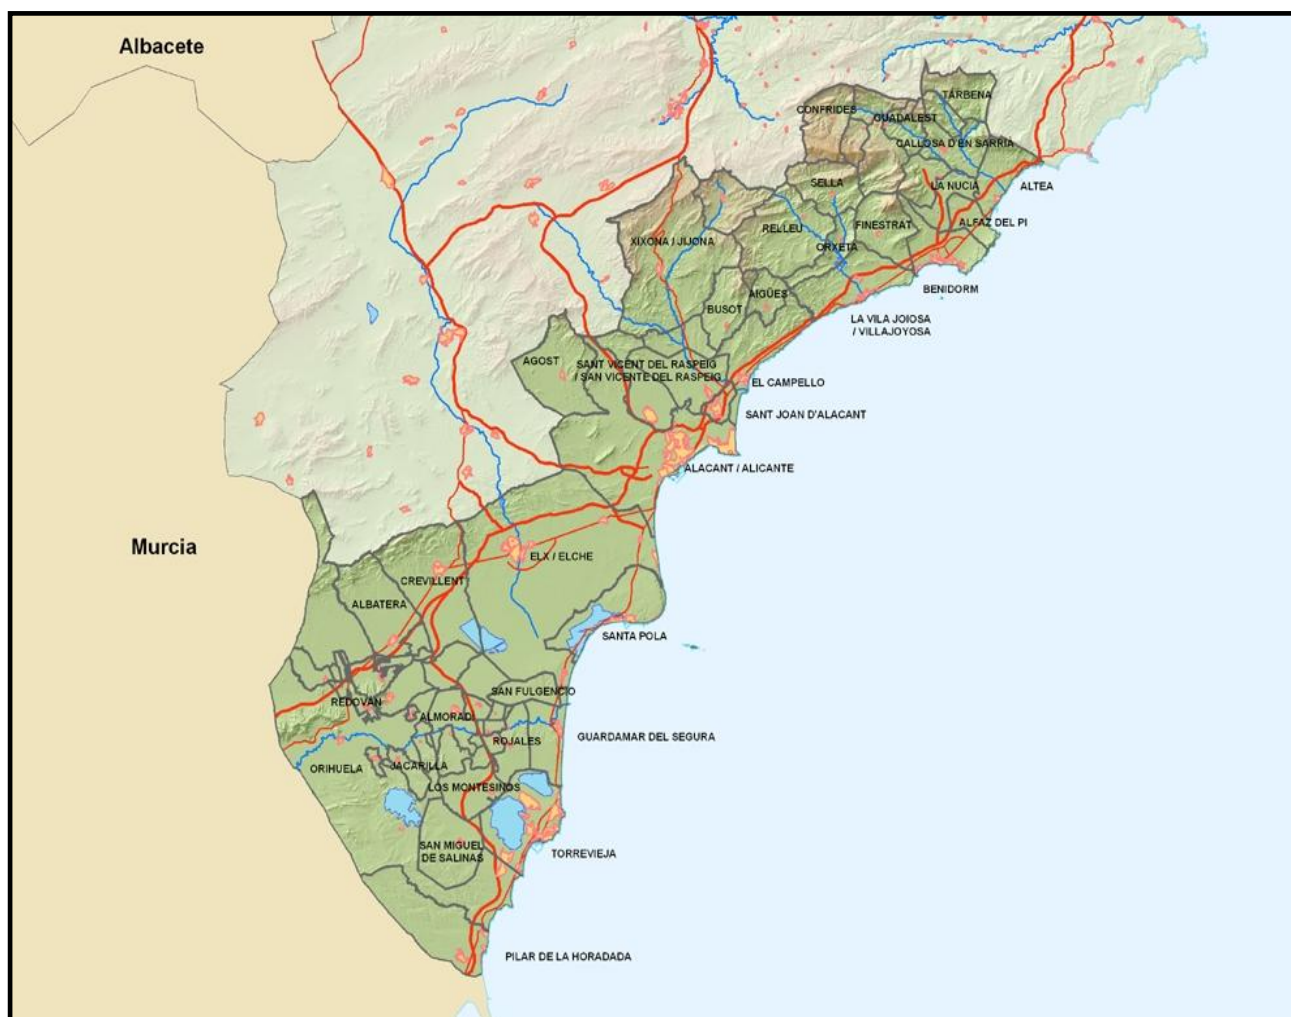 Albacete
TÀRBENA
CONFRIDES
GUADALEST
CALLOSA D'EN SARRIÀ
SELLA
LA NUCIA
ALTEA
RELLEU
FINESTRAT
ALFAZ DEL PI
XIXONA / JIJONA
ORXETA
BENIDORM
AIGÜES
BUSOT
LA VILA JOIOSA
/ VILLAJOYOSA
AGOST
SANT VICENT DEL RASPEIG
/ SAN VICENTE DEL RASPEIG
EL CAMPELLO
SANT JOAN D'ALACANT
ALACANT / ALICANTE
Murcia
ELX / ELCHE
CREVILLENT
ALBATERA
SANTA POLA
SAN FULGENCIO
REDOVÁN
ALMORADÍ
GUARDAMAR DEL SEGURA
ROJALES
ORIHUELA
JACARILLA
LOS MONTESINOS
SAN MIGUEL
DE SALINAS
TORREVIEJA
PILAR DE LA HORADADA